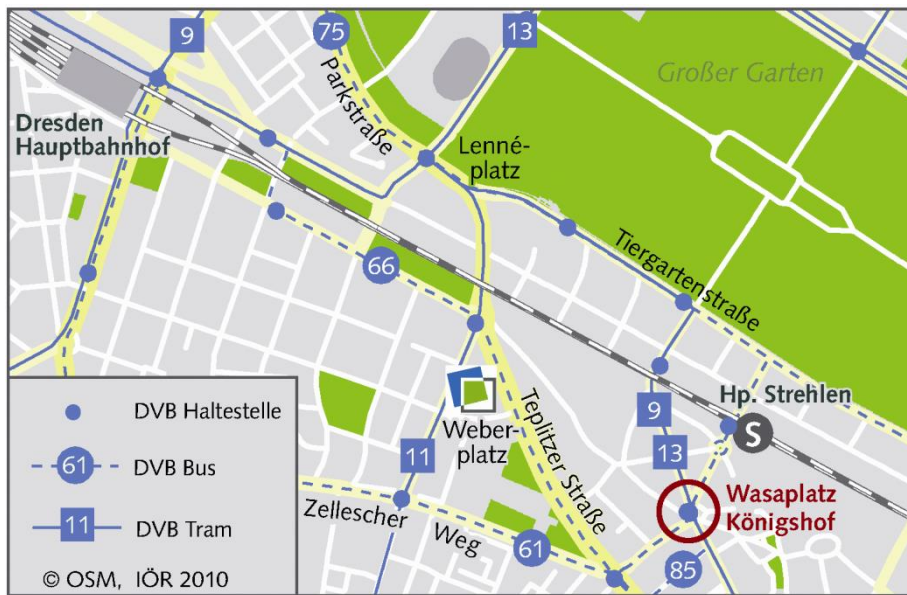 9
75
13
Parkstraße
Großer Garten
Dresden
Hauptbahnhof
Lenné-
platz
66
Tiergartenstraße
Hp. Strehlen
S
9
DVB Haltestelle
Weber-
platz
Teplitzer Straße
13
61
DVB Bus
11
Wasaplatz
Königshof
Zellescher
Weg
11
DVB Tram
61
85
© OSM, IÖR 2010